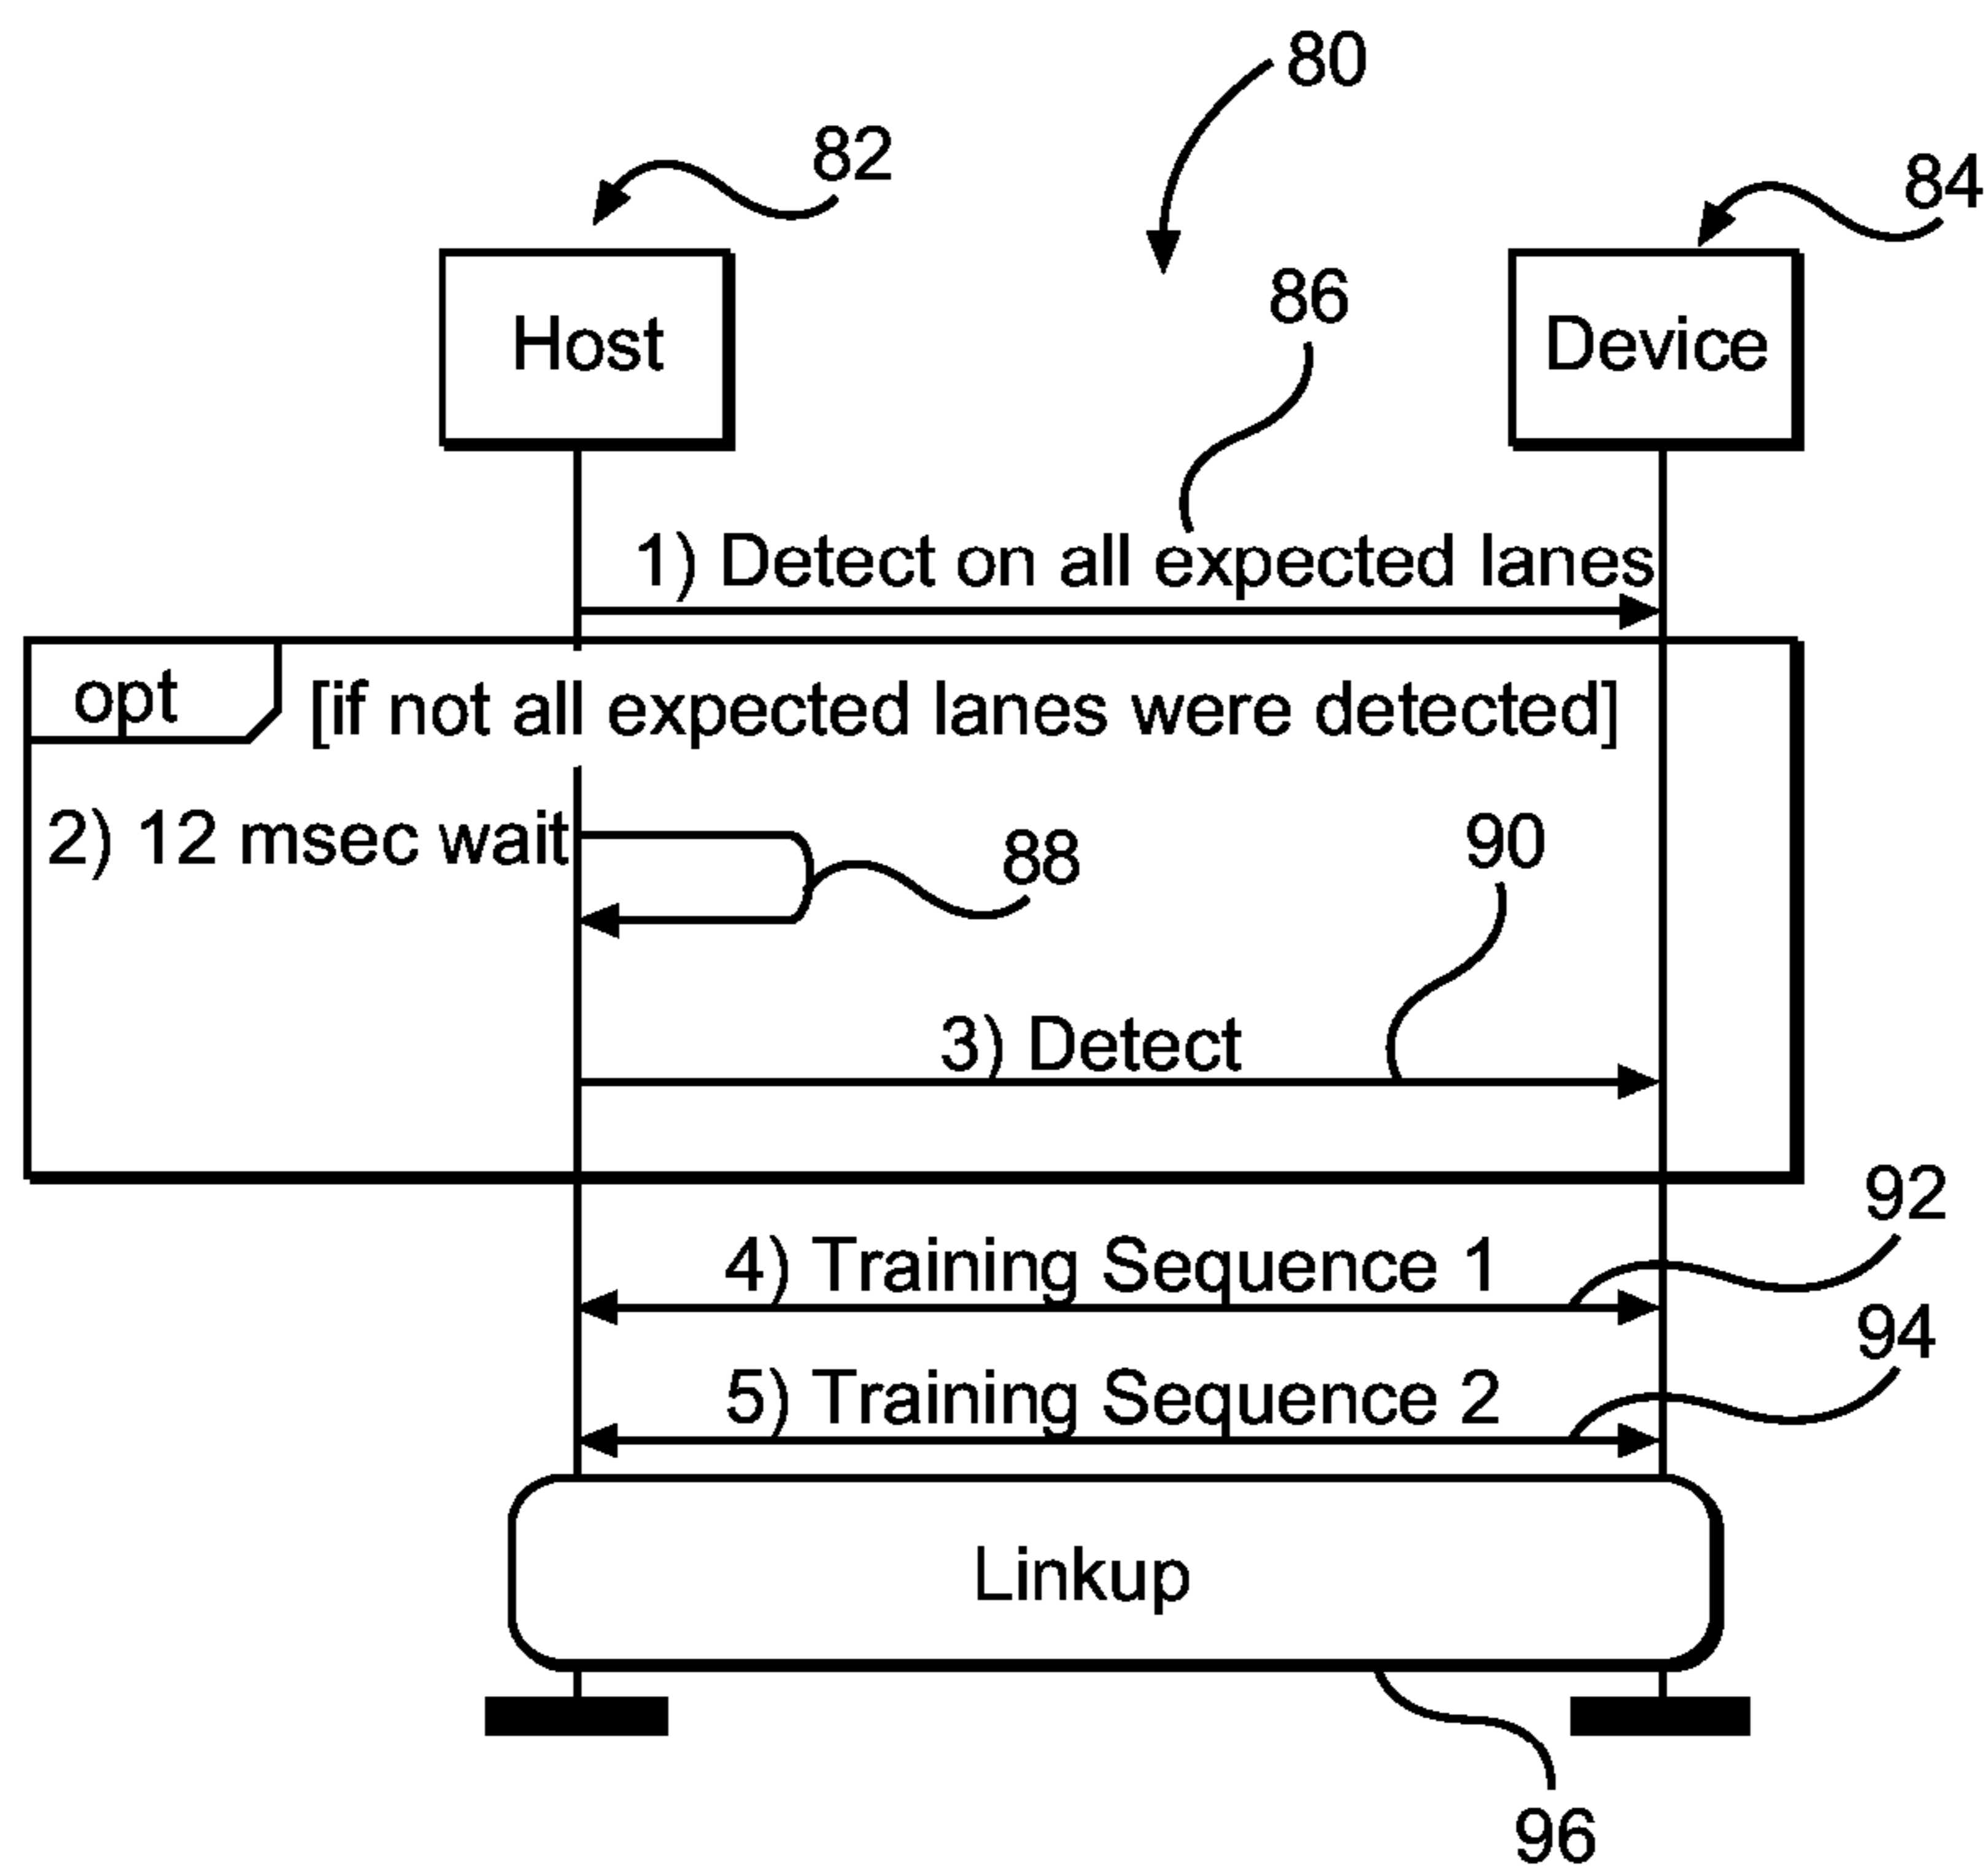 80
82
84
Host
Device
86
1) Detect on all expected lanes
opt
[if not all expected lanes were detected]
2) 12 msec wait
88
90
3) Detect
92
4) Training Sequence 1
94
5) Training Sequence 2
Linkup
96